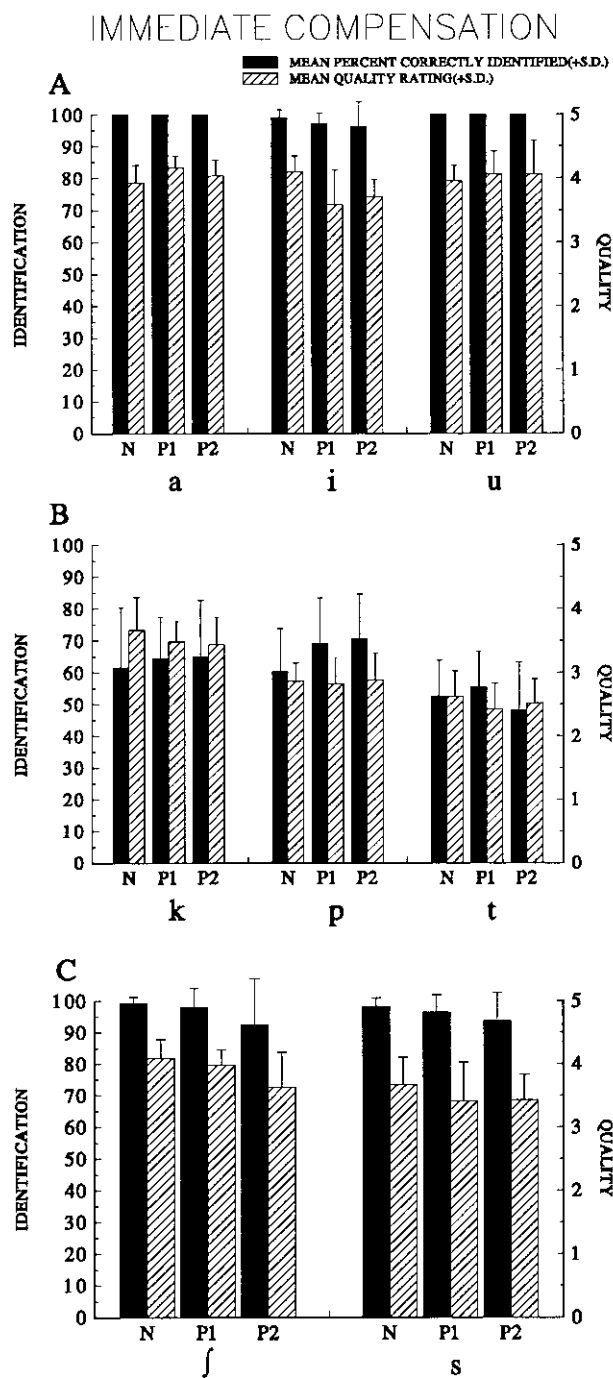 IMMEDIATE COMPENSATION
MEAN PERCENT CORRECTLY IDENTIFIED(+S.D.)
MEAN QUALITY RATING(+S.D.)
A
100
90
80
70
60
50
40
30
20
10
0
IDENTIFICATION
5
4
3
2
1
0
QUALITY
N P1 P2 N P1 P2 N P1 P2
a i u
B
100
90
80
70
60
50
40
30
20
10
0
IDENTIFICATION
5
4
3
2
1
0
QUALITY
N P1 P2 N P1 P2 N P1 P2
k p t
C
100
90
80
70
60
50
40
30
20
10
0
IDENTIFICATION
5
4
3
2
1
0
QUALITY
N P1 P2 N P1 P2
ʃ s